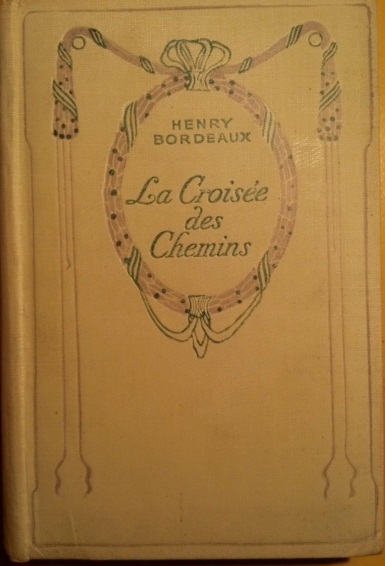 HENRY
BORDEAUX
La Croisée
des
Chemins